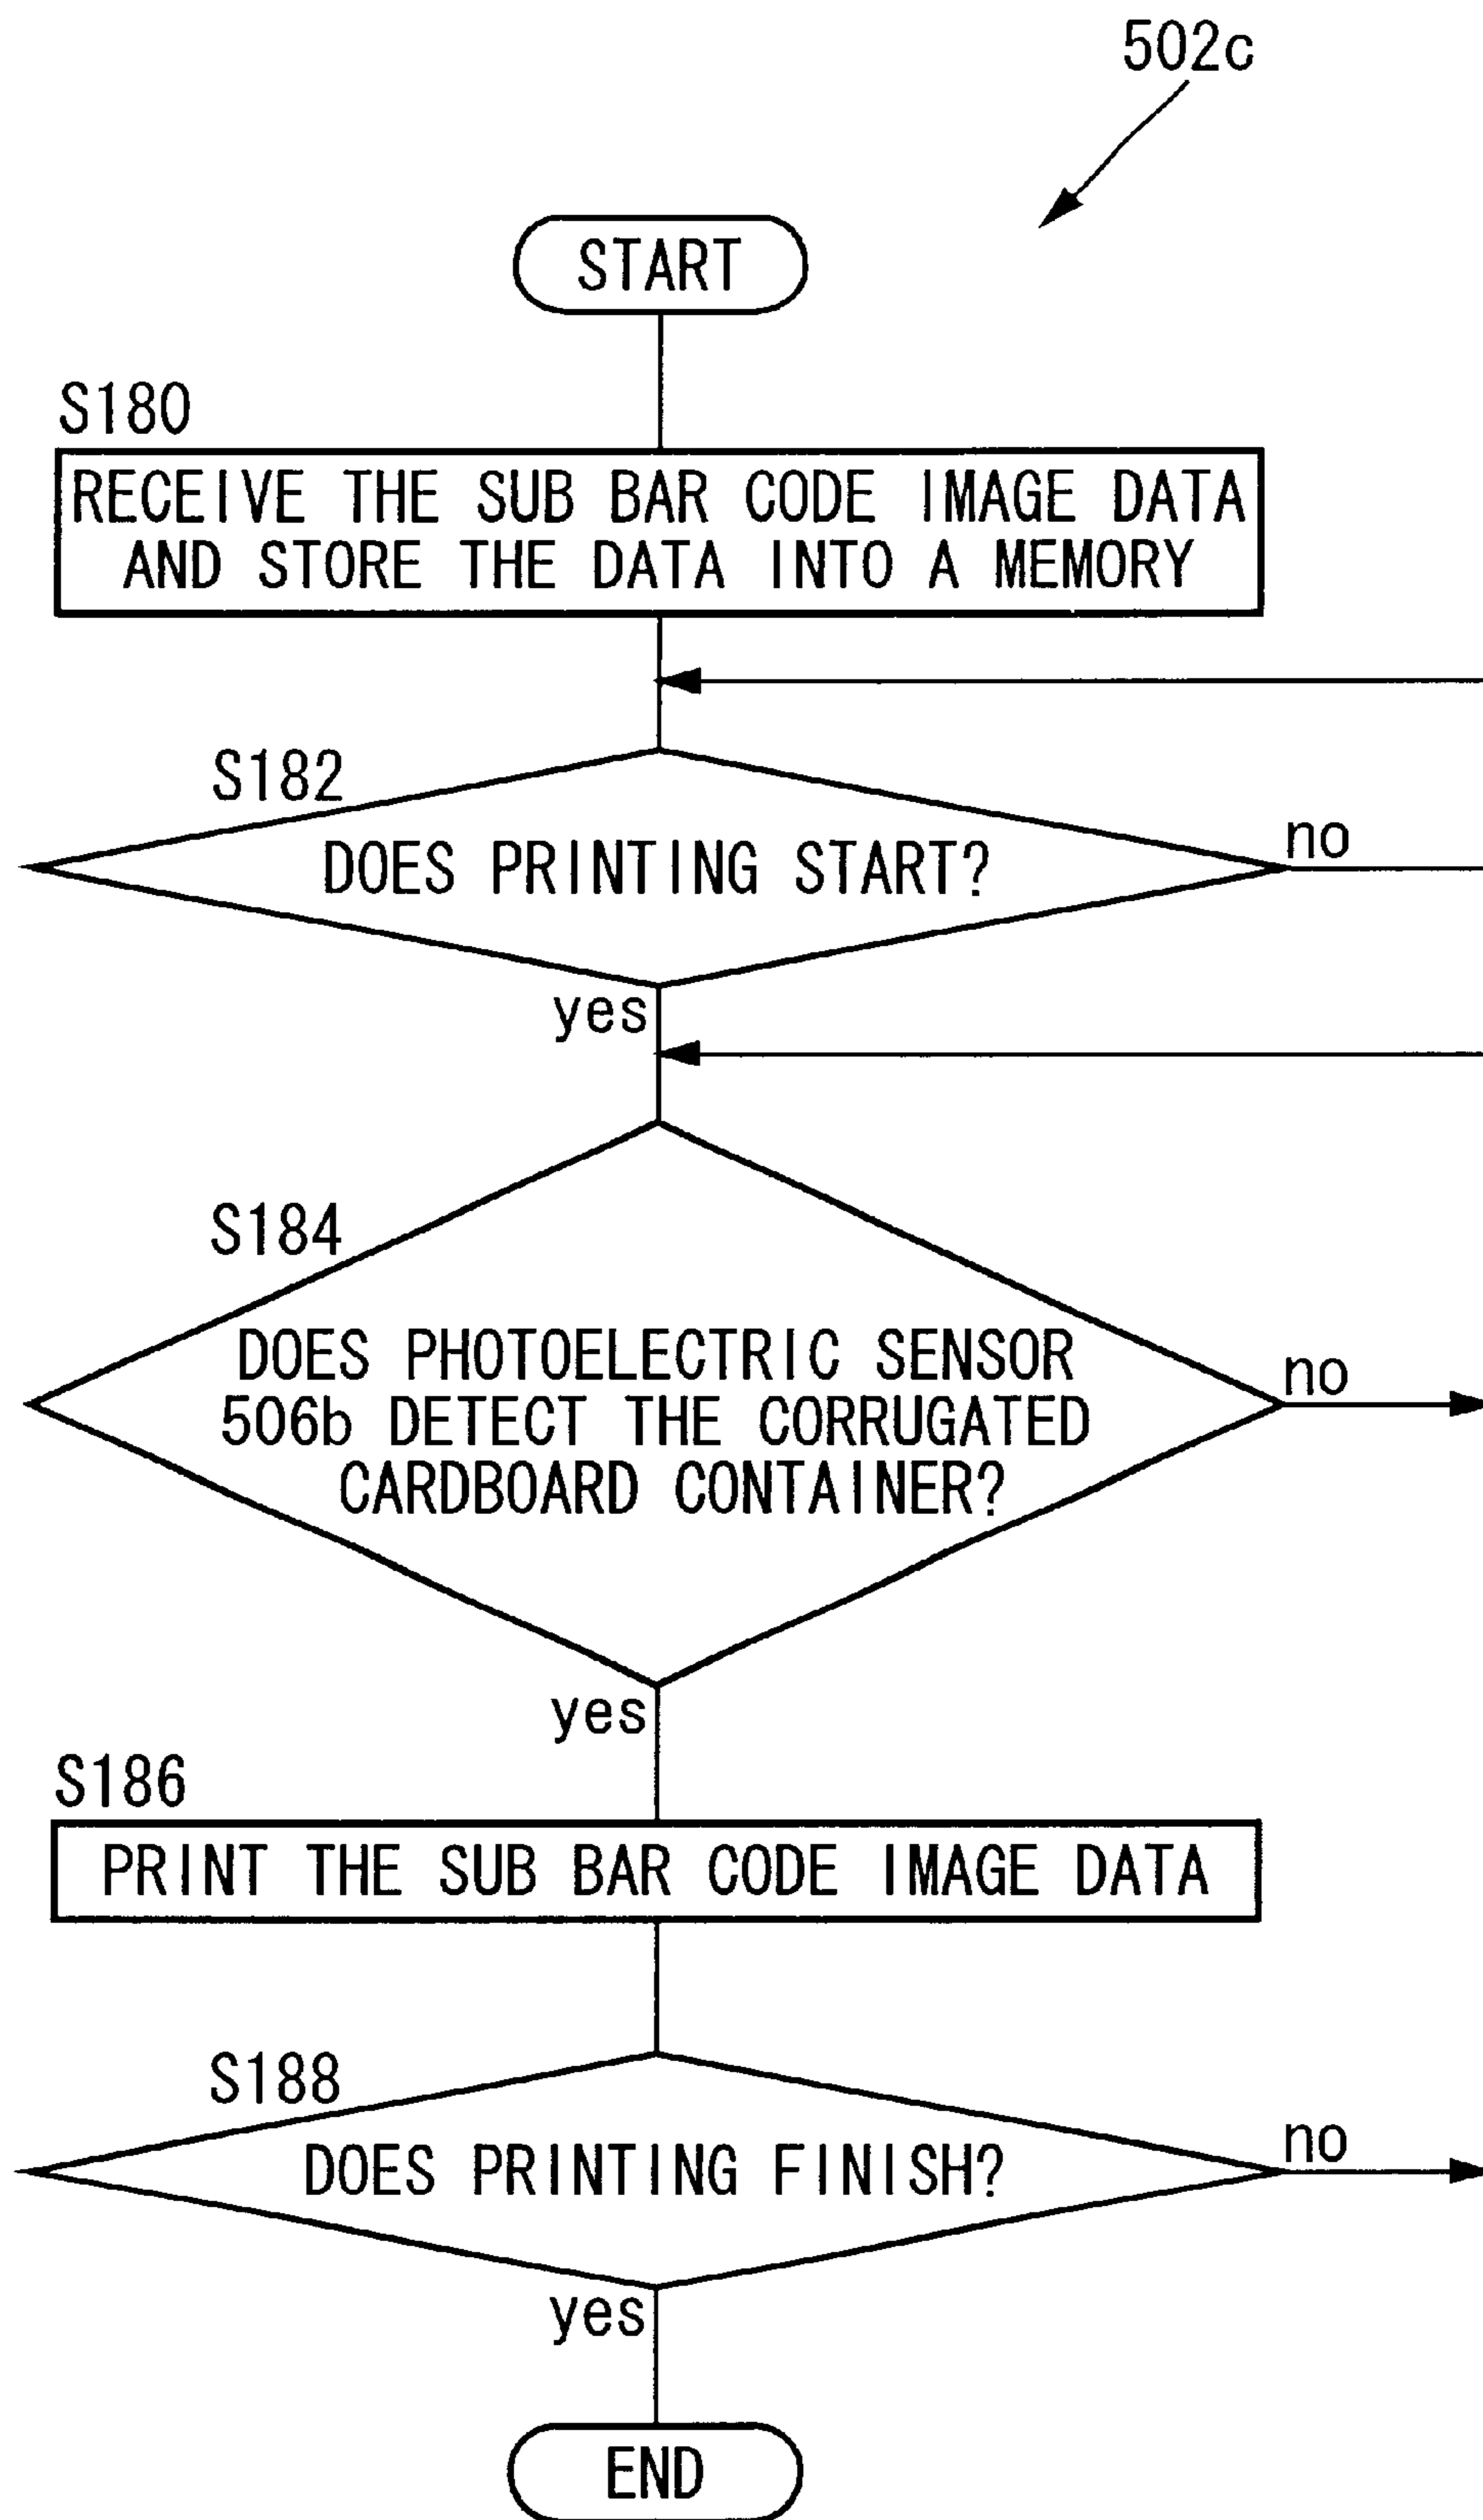 502c
START
S180
RECEIVE THE SUB BAR CODE IMAGE DATA
AND STORE THE DATA INTO A MEMORY
S182
DOES PRINTING START?
no
yes
S184
DOES PHOTOELECTRIC SENSOR
506b DETECT THE CORRUGATED
CARDBOARD CONTAINER?
no
yes
S186
PRINT THE SUB BAR CODE IMAGE DATA
S188
DOES PRINTING FINISH?
no
yes
END